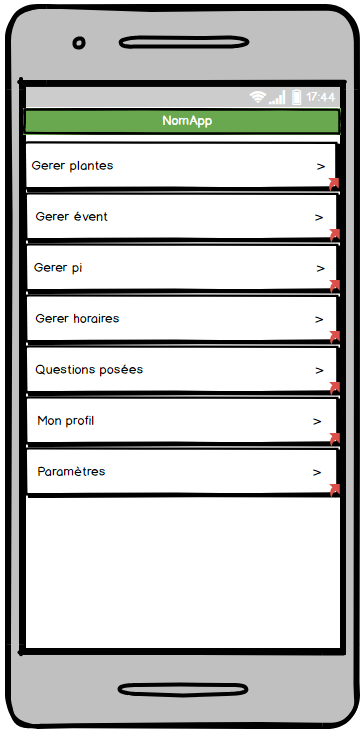 17:44
NomApp
Gerer plantes >
Gerer évent >
Gerer pi >
Gerer horaires >
Questions posées >
Mon profil >
Paramètres >